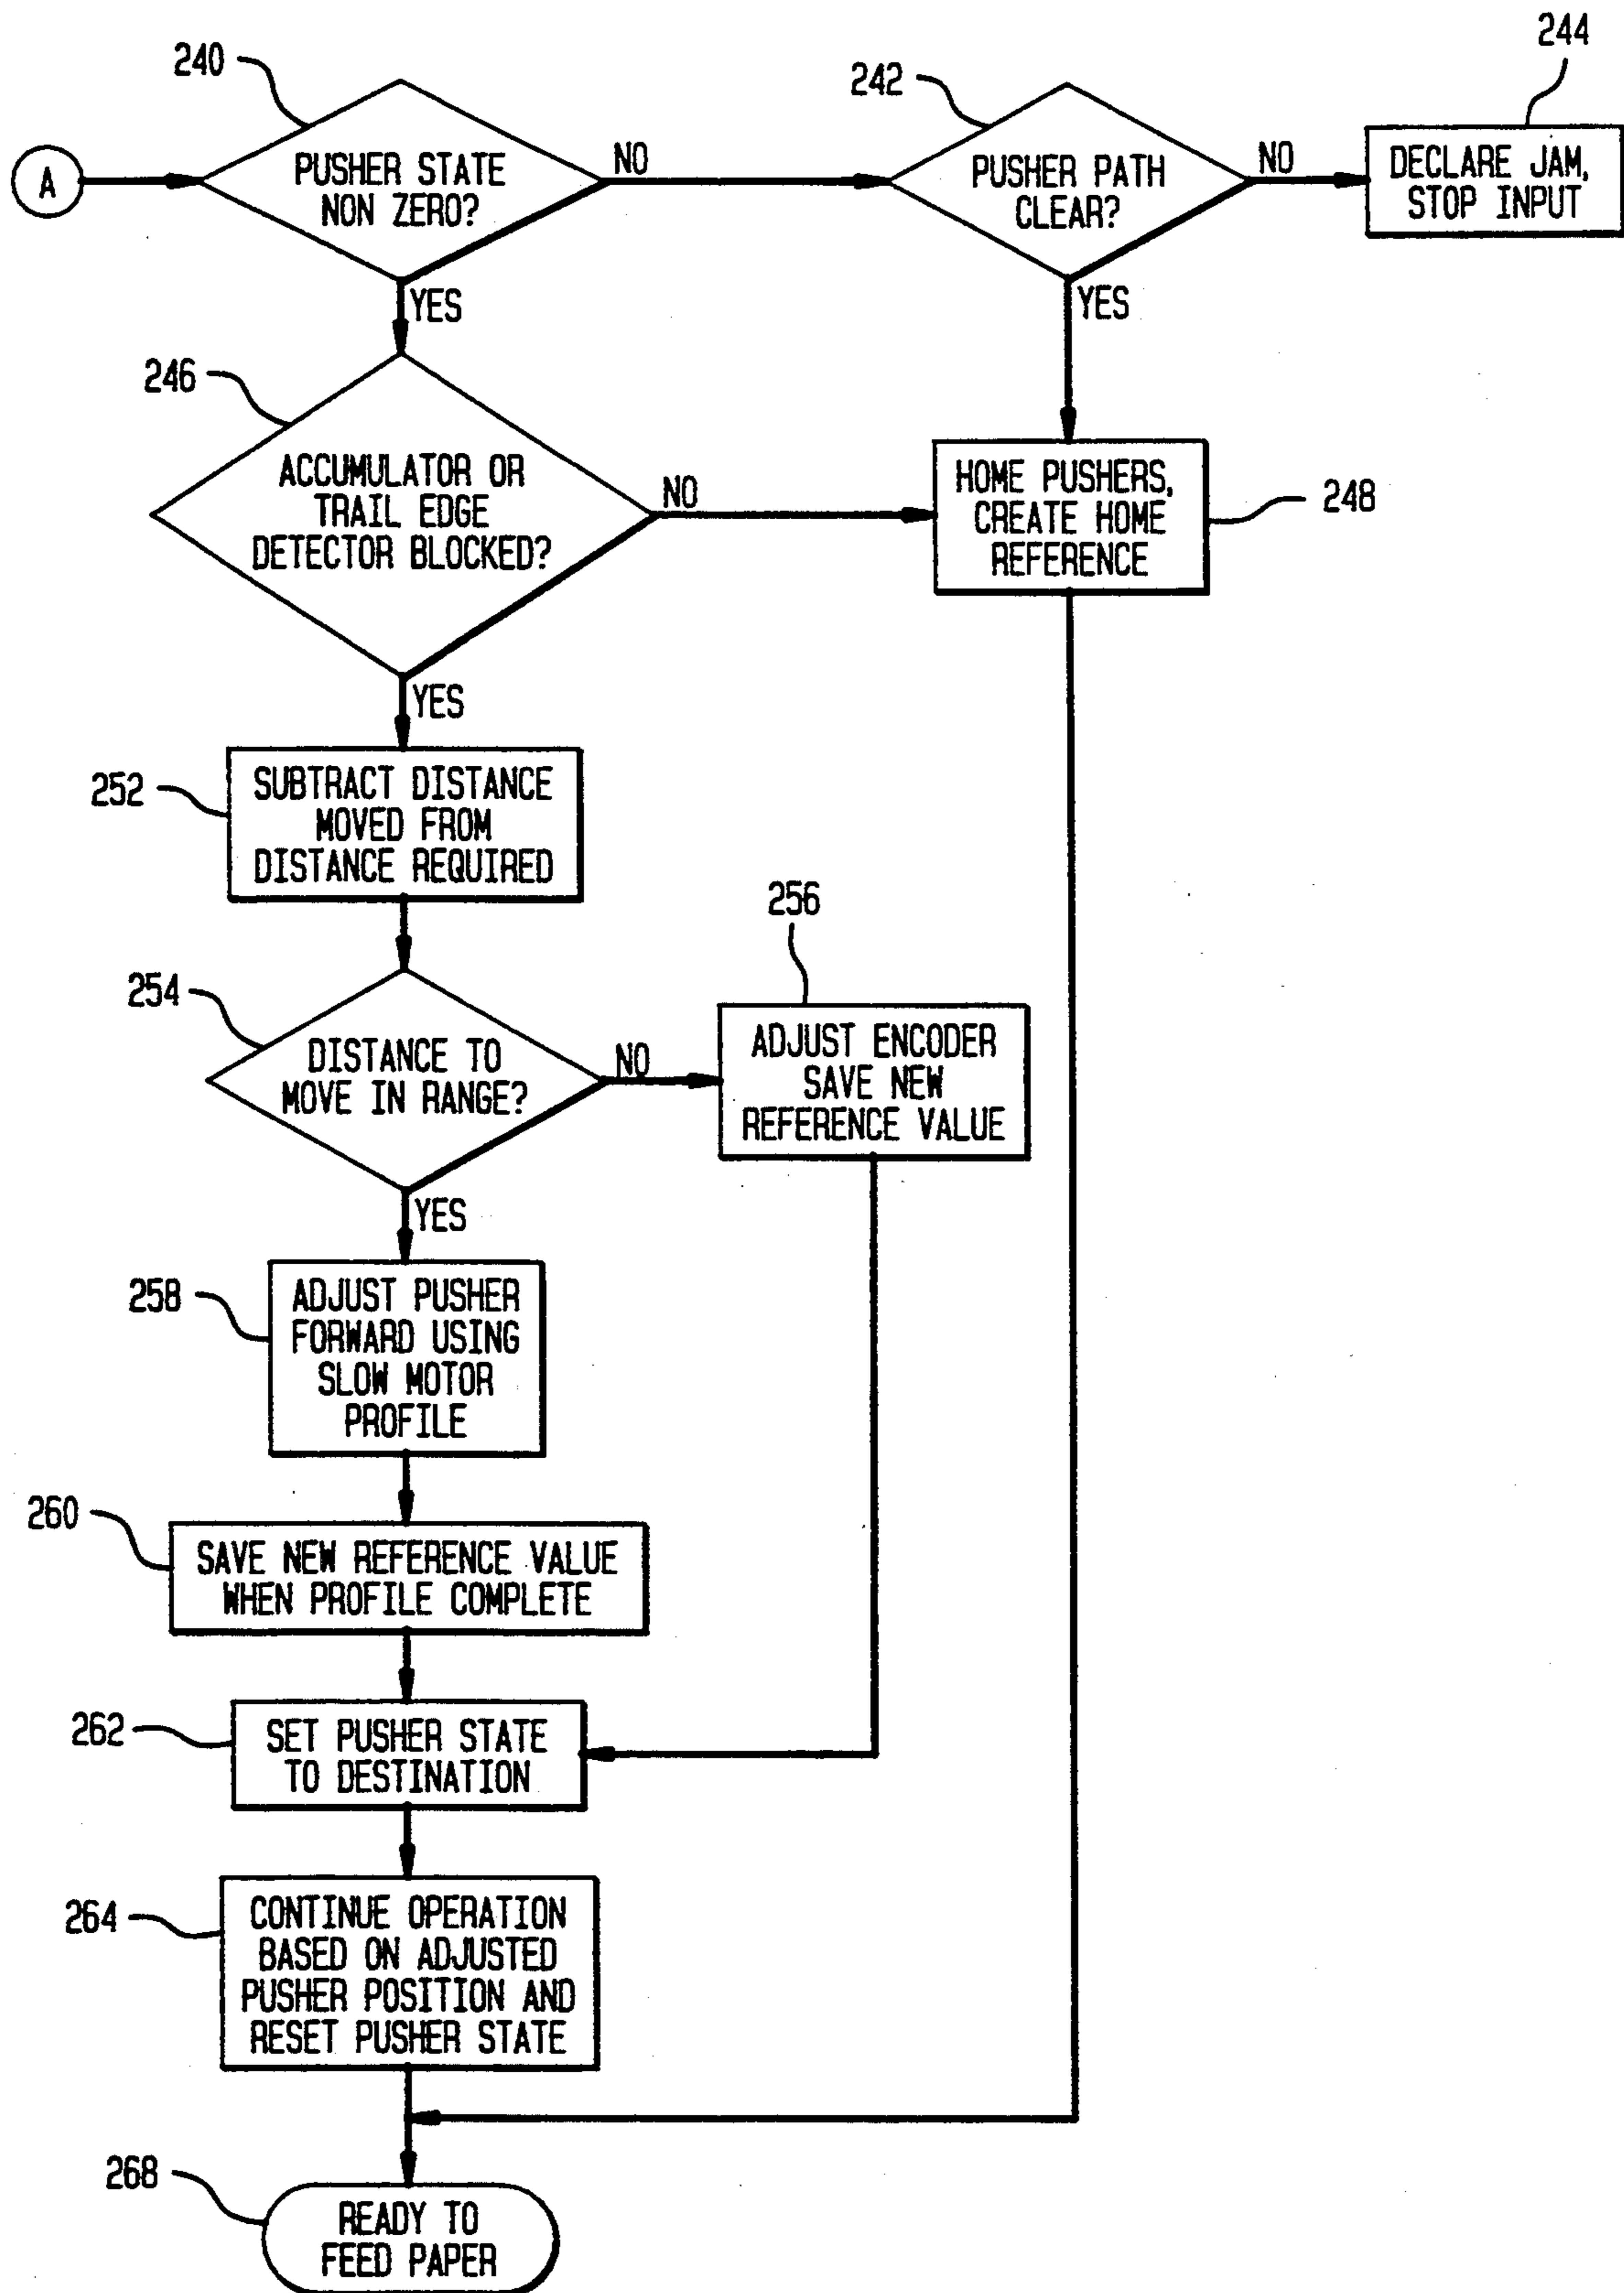 240
242
244
A
PUSHER STATE
NON ZERO?
NO
PUSHER PATH
CLEAR?
NO
DECLARE JAM,
STOP INPUT
YES
YES
246
ACCUMULATOR OR
TRAIL EDGE
DETECTOR BLOCKED?
NO
HOME PUSHERS,
CREATE HOME
REFERENCE
248
YES
252
SUBTRACT DISTANCE
MOVED FROM
DISTANCE REQUIRED
254
DISTANCE TO
MOVE IN RANGE?
NO
256
ADJUST ENCODER
SAVE NEW
REFERENCE VALUE
YES
258
ADJUST PUSHER
FORWARD USING
SLOW MOTOR
PROFILE
260
SAVE NEW REFERENCE VALUE
WHEN PROFILE COMPLETE
262
SET PUSHER STATE
TO DESTINATION
264
CONTINUE OPERATION
BASED ON ADJUSTED
PUSHER POSITION AND
RESET PUSHER STATE
268
READY TO
FEED PAPER